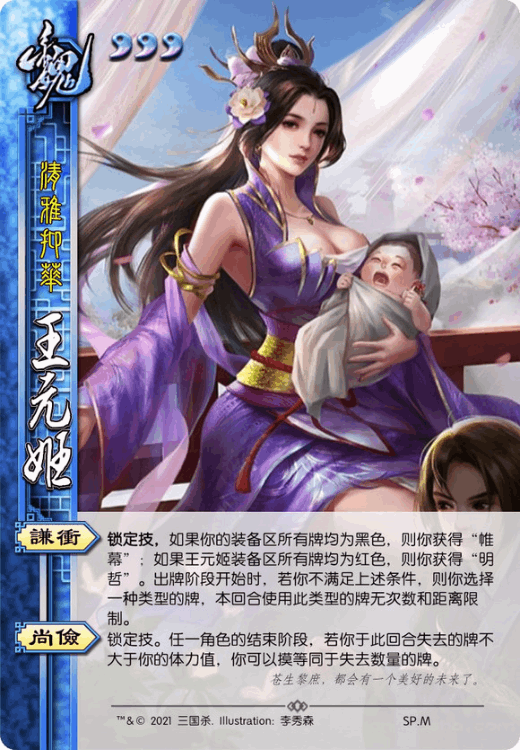 魏
清雅抑華
王元姬
謙衝
锁定技，如果你的装备区所有牌均为黑色，则你获得“帷
幕”；如果王元姬装备区所有牌均为红色，则你获得“明
哲”。出牌阶段开始时，若你不满足上述条件，则你选择
一种类型的牌，本回合使用此类型的牌无次数和距离限
制。
尚儉
锁定技。任一角色的结束阶段，若你于此回合失去的牌不
大于你的体力值，你可以摸等同于失去数量的牌。
苍生黎庶，都会有一个美好的未来了。
™&© 2021 三国杀. Illustration: 李秀森
SP.M